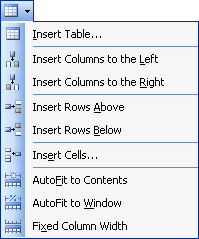 Insert Table...
Insert Columns to the Left
Insert Columns to the Right
Insert Rows Above
Insert Rows Below
Insert Cells...
AutoFit to Contents
AutoFit to Window
Fixed Column Width